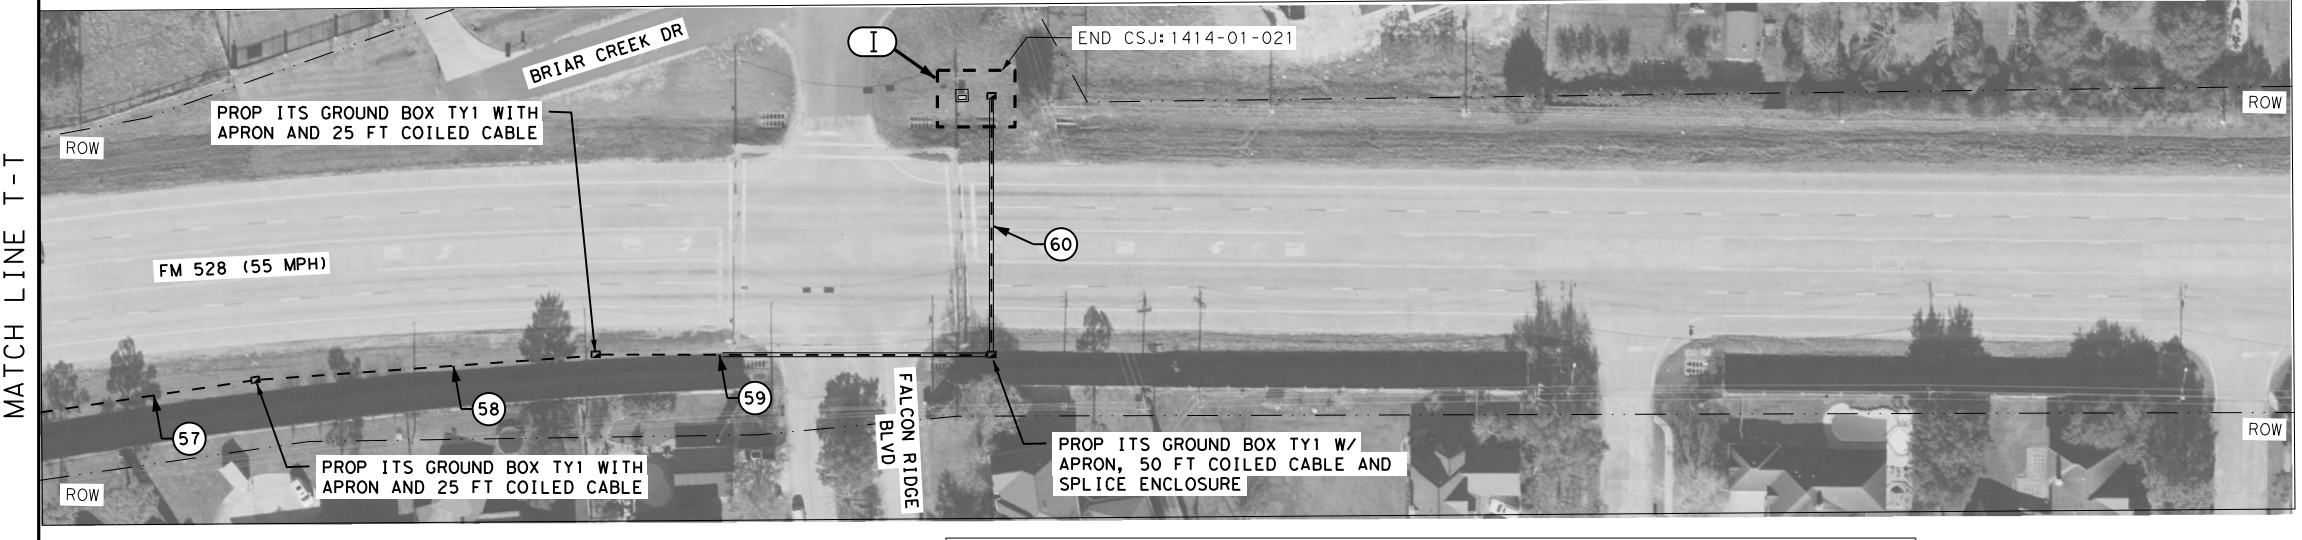 MATCH LINE T-T
BRIAR CREEK DR
I
END CSJ:1414-01-021
PROP ITS GROUND BOX TY1 WITH
APRON AND 25 FT COILED CABLE
ROW
ROW
FM 528 (55 MPH)
60
57
58
59
FALCON RIDGE
BLVD
PROP ITS GROUND BOX TY1 WITH
APRON AND 25 FT COILED CABLE
PROP ITS GROUND BOX TY1 W/
APRON, 50 FT COILED CABLE AND
SPLICE ENCLOSURE
ROW
ROW